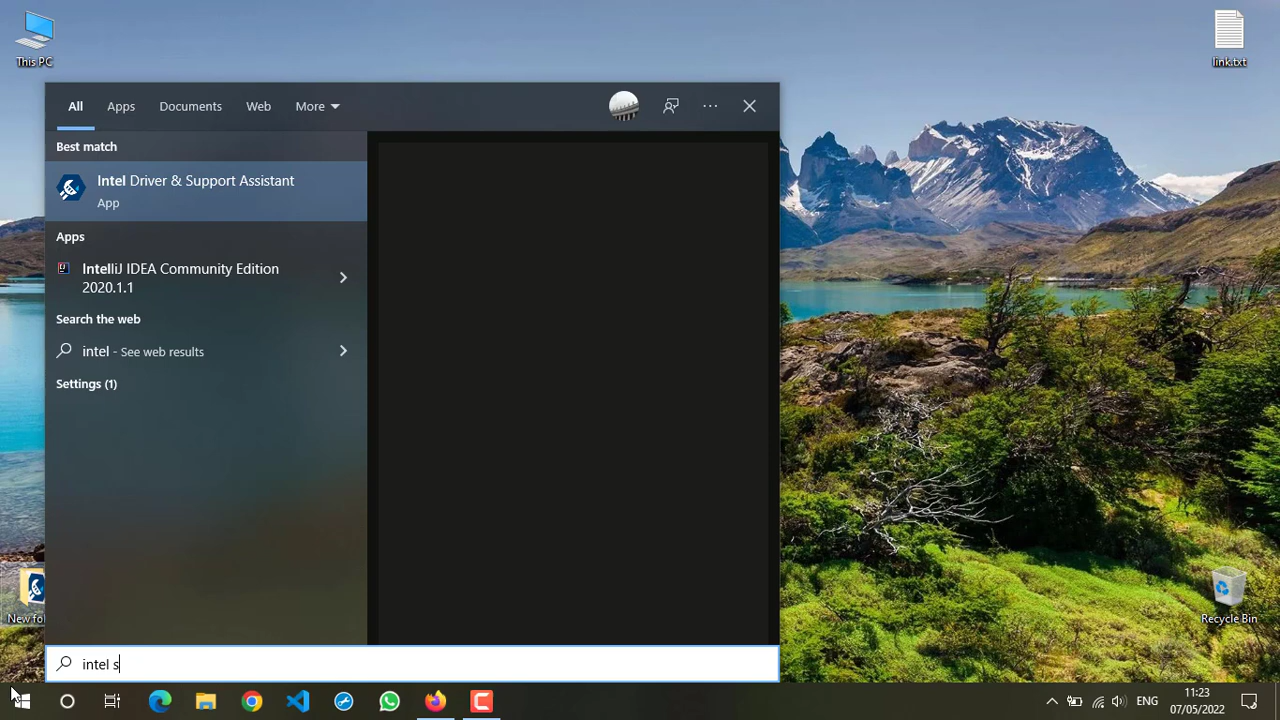 This PC
link.txt
All
Apps
Documents
Web
More
Best match
Intel Driver & Support Assistant
App
Apps
IntelliJ IDEA Community Edition
2020.1.1
Search the web
intel - See web results
Settings (1)
New fol
Recycle Bin
intel s
ENG
11:23
07/05/2022